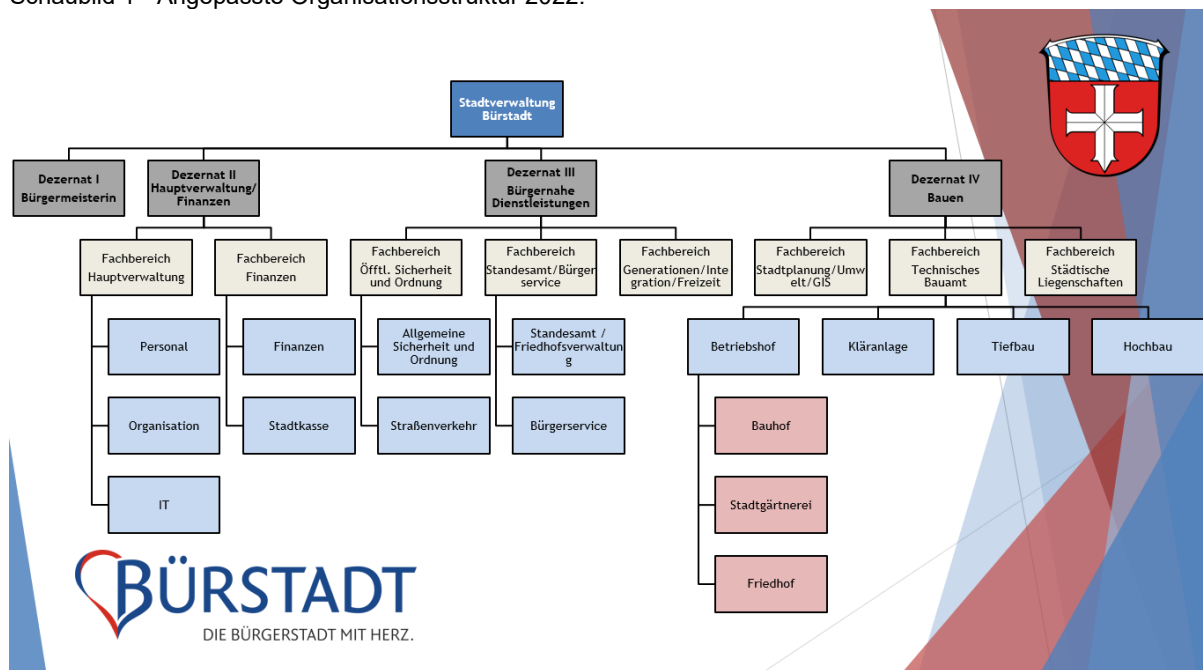 Schaubild 1 - Angepasste Organisationsstruktur 2022:
Stadtverwaltung
Bürstadt
Dezernat I
Bürgermeisterin
Dezernat II
Hauptverwaltung/
Finanzen
Dezernat III
Bürgernahe
Dienstleistungen
Dezernat IV
Bauen
Fachbereich
Hauptverwaltung
Fachbereich
Finanzen
Fachbereich
Öfftl. Sicherheit
und Ordnung
Fachbereich
Standesamt/Bürger
service
Fachbereich
Generationen/Inte
gration/Freizeit
Fachbereich
Stadtplanung/Umw
elt/GIS
Fachbereich
Technisches
Bauamt
Fachbereich
Städtische
Liegenschaften
Personal
Finanzen
Allgemeine
Sicherheit und
Ordnung
Standesamt /
Friedhofsverwaltun
g
Betriebshof
Kläranlage
Tiefbau
Hochbau
Organisation
Stadtkasse
Straßenverkehr
Bürgerservice
Bauhof
IT
Stadtgärtnerei
Friedhof
BÜRSTADT
DIE BÜRGERSTADT MIT HERZ.